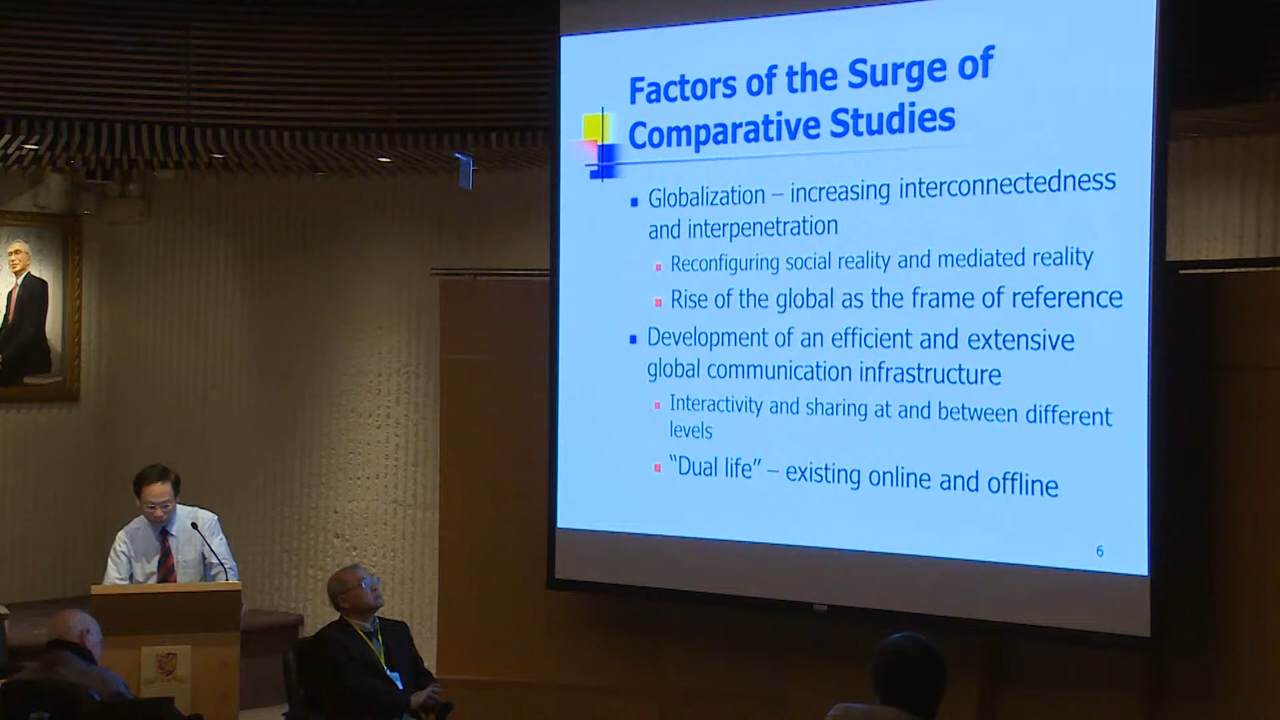 Factors of the Surge of
Comparative Studies
Globalization – increasing interconnectedness
and interpenetration
Reconfiguring social reality and mediated reality
Rise of the global as the frame of reference
Development of an efficient and extensive
global communication infrastructure
Interactivity and sharing at and between different
levels
“Dual life” – existing online and offline
6